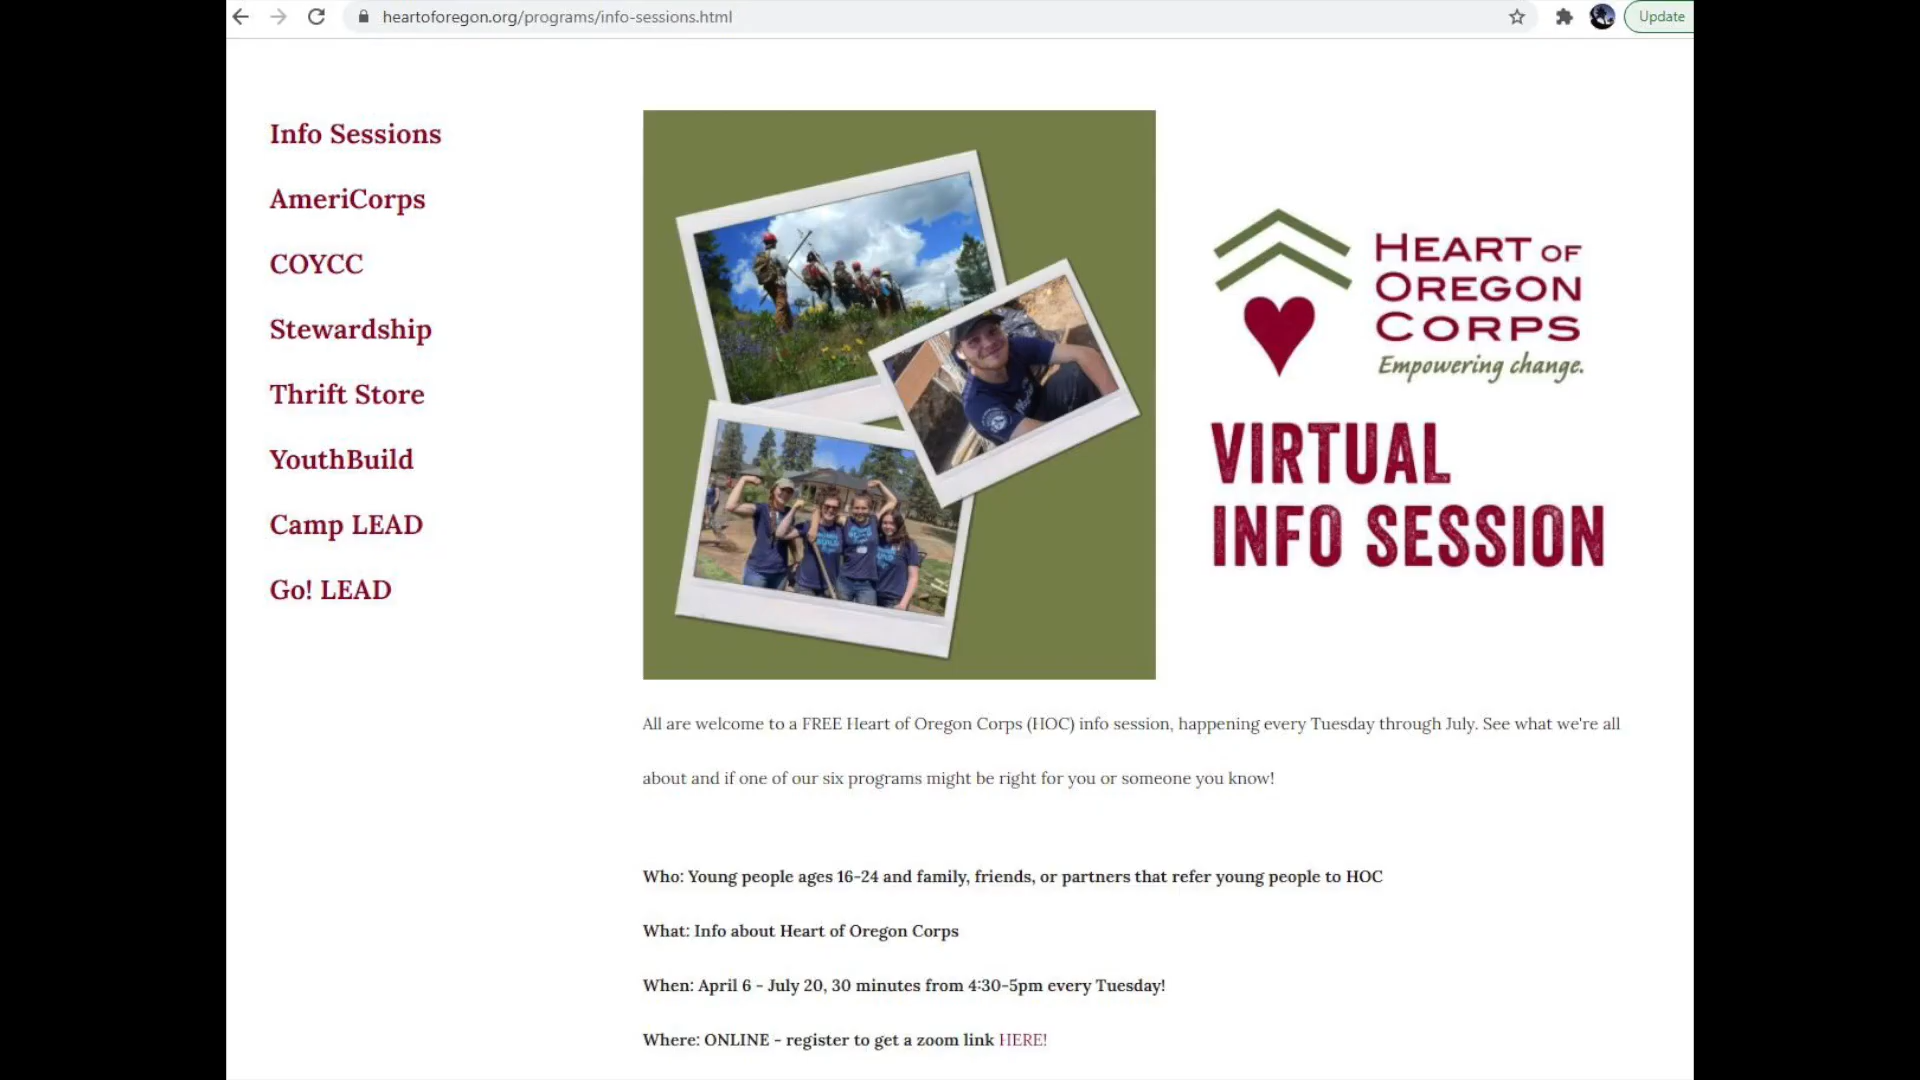 heartoforegon.org/programs/info-sessions.html
Update
Info Sessions
AmeriCorps
COYCC
Stewardship
Thrift Store
YouthBuild
Camp LEAD
Go! LEAD
HEART OF
OREGON
CORPS
Empowering change.
VIRTUAL
INFO SESSION
All are welcome to a FREE Heart of Oregon Corps (HOC) info session, happening every Tuesday through July. See what we're all
about and if one of our six programs might be right for you or someone you know!
Who: Young people ages 16-24 and family, friends, or partners that refer young people to HOC
What: Info about Heart of Oregon Corps
When: April 6 - July 20, 30 minutes from 4:30-5pm every Tuesday!
Where: ONLINE - register to get a zoom link HERE!